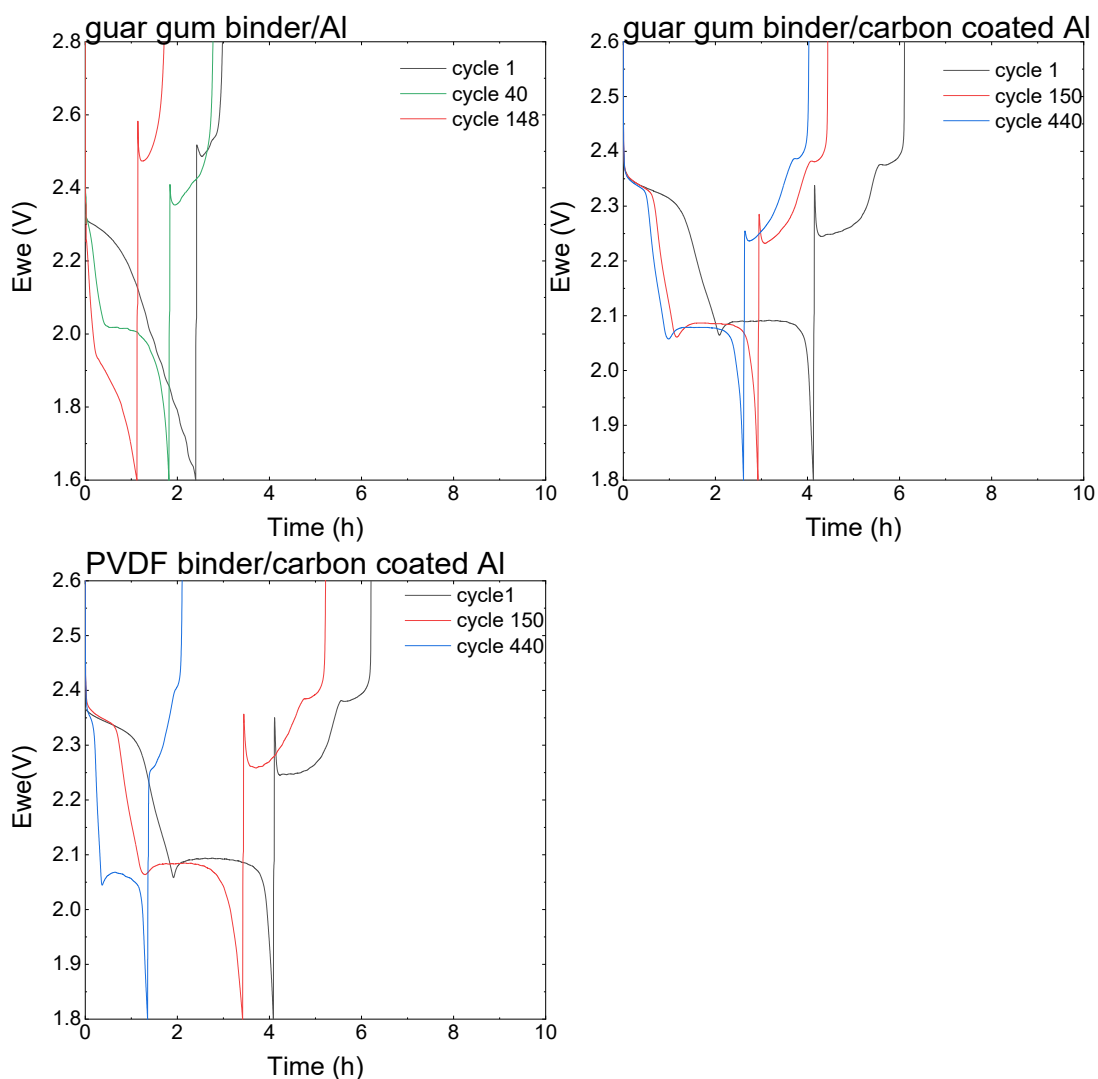 guar gum binder/Al
2.8
2.6
2.4
2.2
2.0
1.8
1.6
0 2 4 6 8 10
Ewe (V)
Time (h)
cycle 1
cycle 40
cycle 148
guar gum binder/carbon coated Al
2.6
2.5
2.4
2.3
2.2
2.1
2.0
1.9
1.8
0 2 4 6 8 10
Ewe (V)
Time (h)
cycle 1
cycle 150
cycle 440
PVDF binder/carbon coated Al
2.6
2.5
2.4
2.3
2.2
2.1
2.0
1.9
1.8
0 2 4 6 8 10
Ewe(V)
Time (h)
cycle1
cycle 150
cycle 440